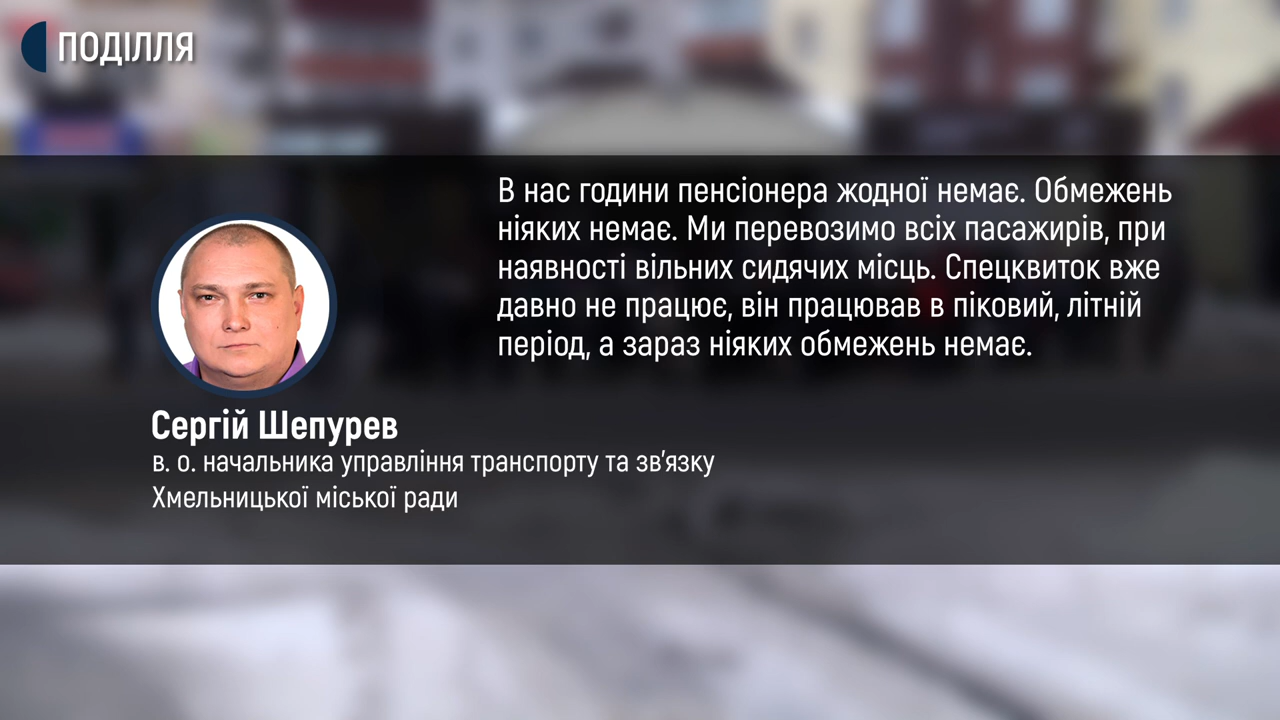 ПОДІЛЛЯ
В нас години пенсіонера жодної немає. Обмежень
ніяких немає. Ми перевозимо всіх пасажирів, при
наявності вільних сидячих місць. Спецквиток вже
давно не працює, він працював в піковий, літній
період, а зараз ніяких обмежень немає.
Сергій Шепурев
в. о. начальника управління транспорту та зв’язку
Хмельницької міської ради